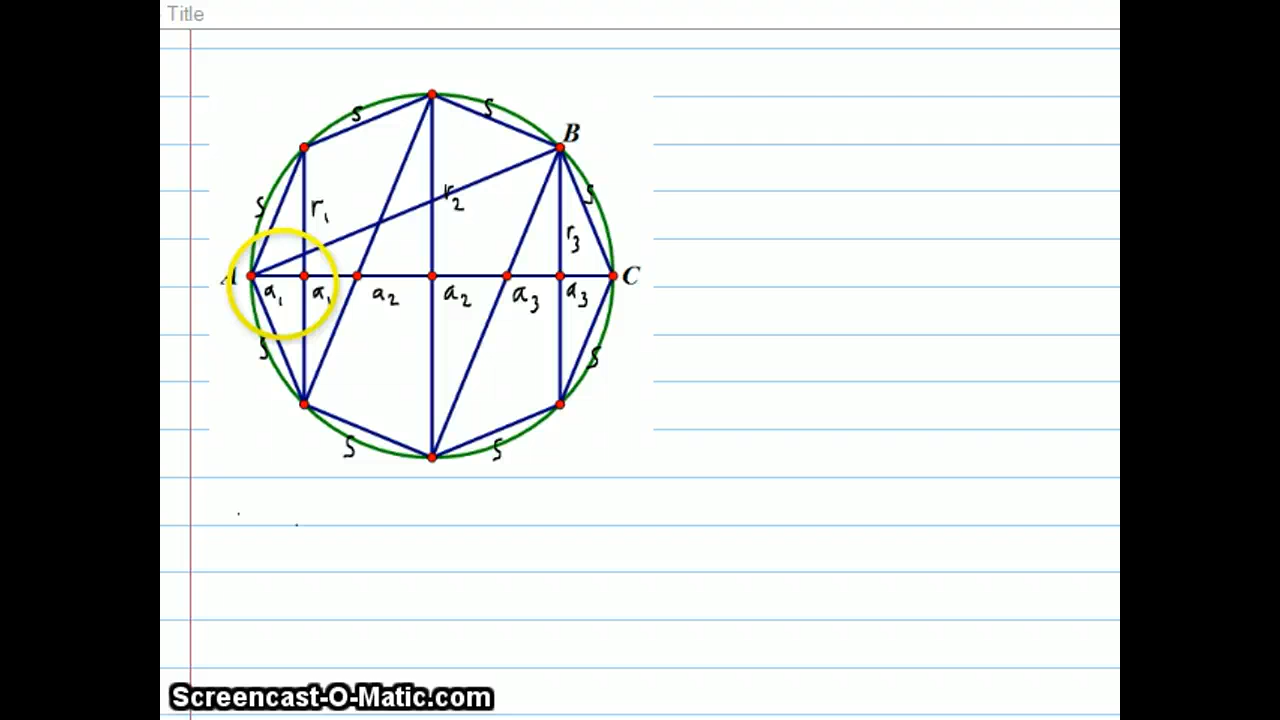 Title
s s
B
s s
r₁ r₂
r₃
A C
a₁ a₁ a₂ a₂ a₃ a₃
s s
s s
Screencast-O-Matic.com